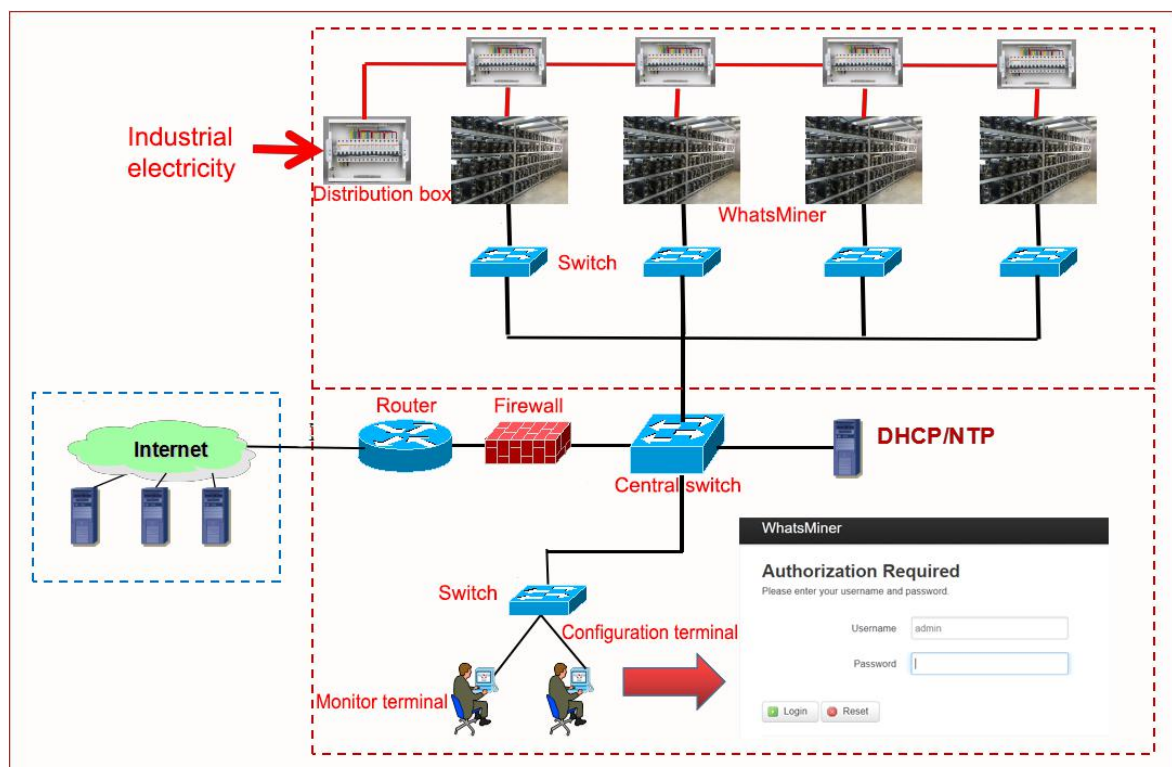 Industrial
electricity
Distribution box
WhatsMiner
Switch
Router
Firewall
Internet
DHCP/NTP
Central switch
Switch
Configuration terminal
Monitor terminal
WhatsMiner
Authorization Required
Please enter your username and password.
Username admin
Password
Login Reset